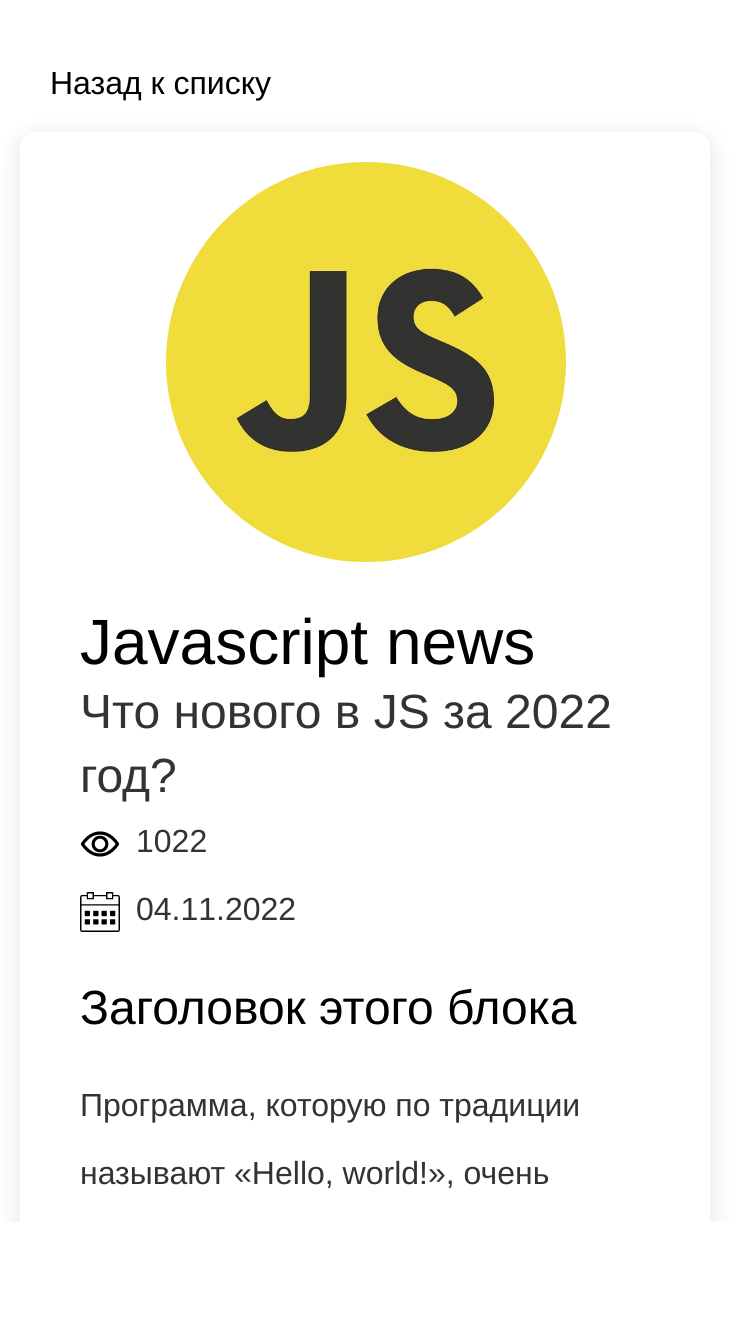 Назад к списку
JS
Javascript news
Что нового в JS за 2022
год?
1022
04.11.2022
Заголовок этого блока
Программа, которую по традиции
называют «Hello, world!», очень